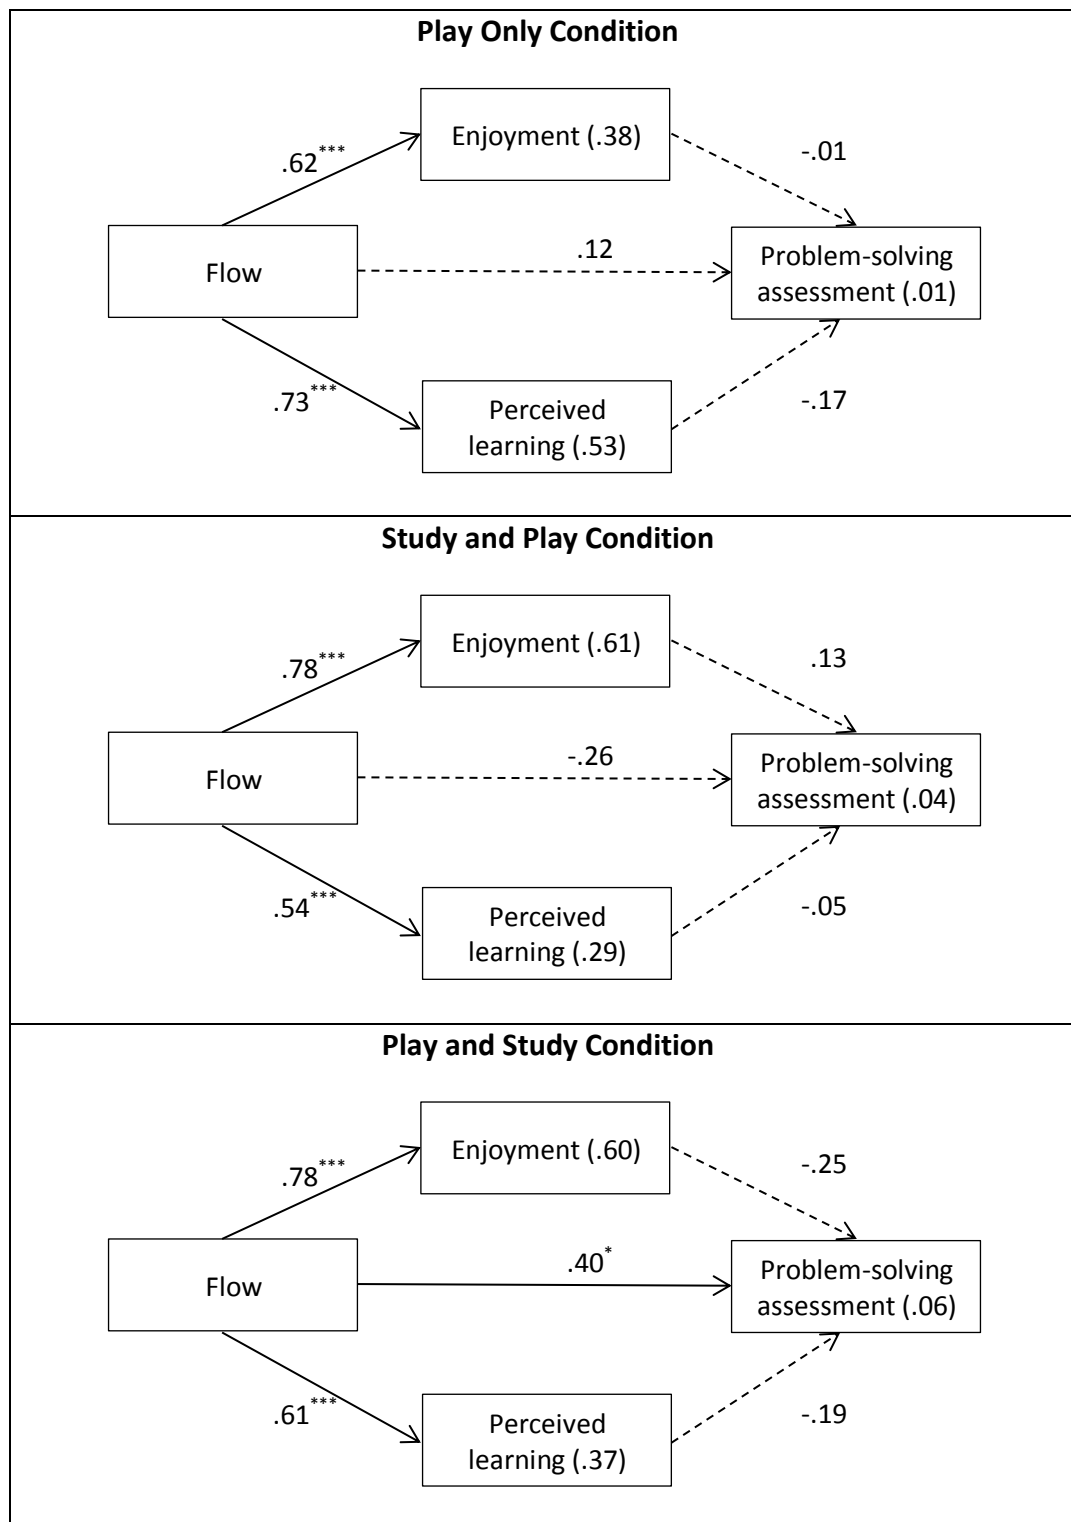 Play Only Condition
Enjoyment (.38)
.62***
-.01
Flow
.12
Problem-solving
assessment (.01)
.73***
Perceived
learning (.53)
-.17
Study and Play Condition
Enjoyment (.61)
.78***
.13
Flow
-.26
Problem-solving
assessment (.04)
.54***
Perceived
learning (.29)
-.05
Play and Study Condition
Enjoyment (.60)
.78***
-.25
Flow
.40*
Problem-solving
assessment (.06)
.61***
Perceived
learning (.37)
-.19